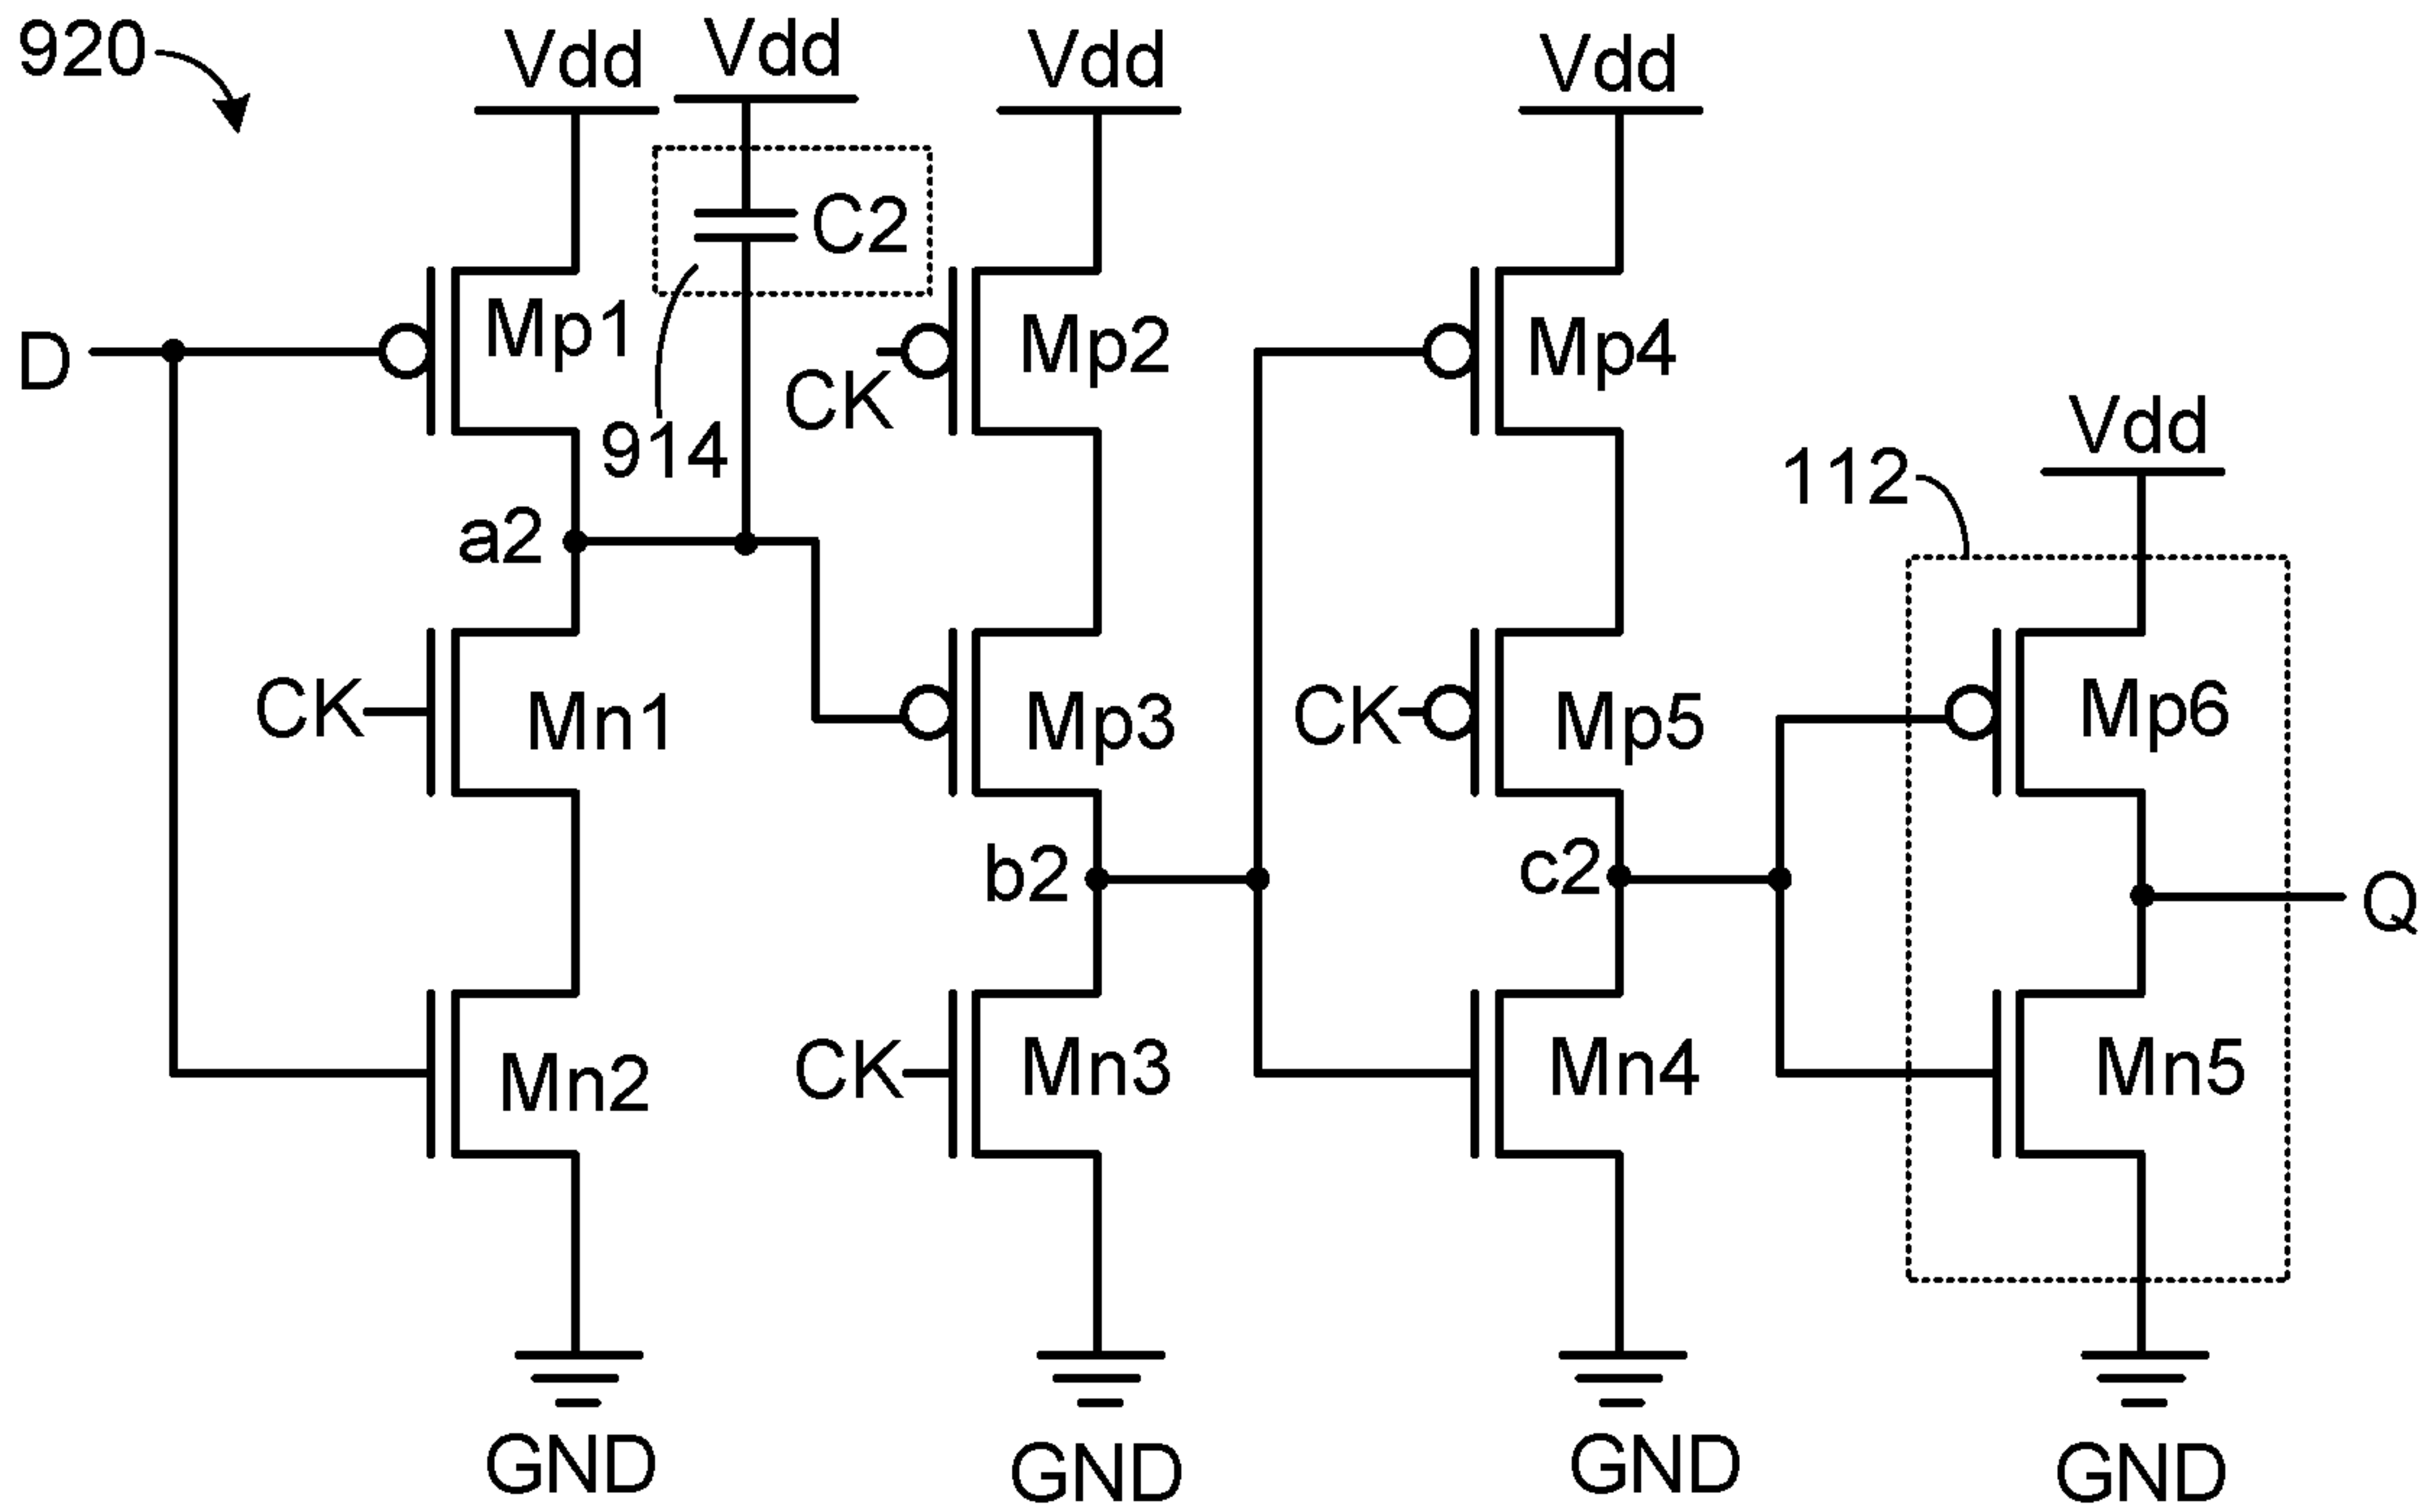 920
Vdd
Vdd
Vdd
Vdd
C2
D
Mp1
CK
Mp2
Mp4
914
Vdd
112
a2
CK
Mn1
Mp3
CK
Mp5
Mp6
b2
c2
Q
Mn2
CK
Mn3
Mn4
Mn5
GND
GND
GND
GND